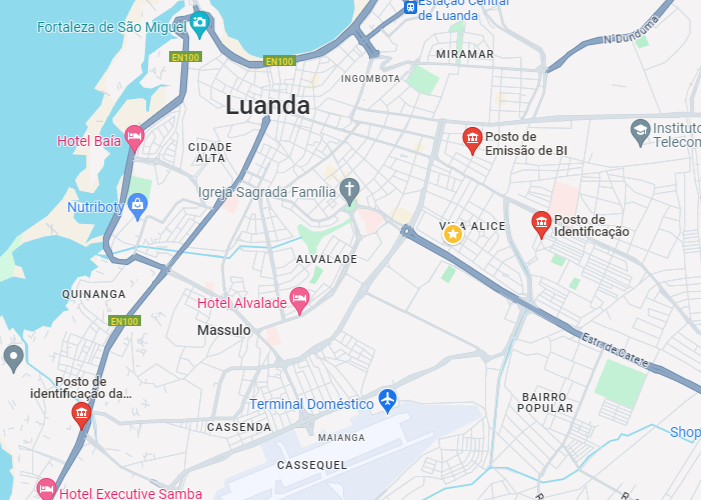 Estação Central
de Luanda
Fortaleza de São Miguel
N'Dunduma
EN100
EN100
MIRAMAR
INGOMBOTA
Luanda
Hotel Baía
CIDADE
ALTA
Posto de
Emissão de BI
Instituto
Telecom
Igreja Sagrada Família
Nutriboty
VILA ALICE
Posto de
Identificação
ALVALADE
QUINANGA
Hotel Alvalade
EN100
Massulo
Estr. de Catete
Posto de
identificação da...
BAIRRO
POPULAR
Terminal Doméstico
CASSENDA
MAIANGA
Shop
CASSEQUEL
Hotel Executive Samba